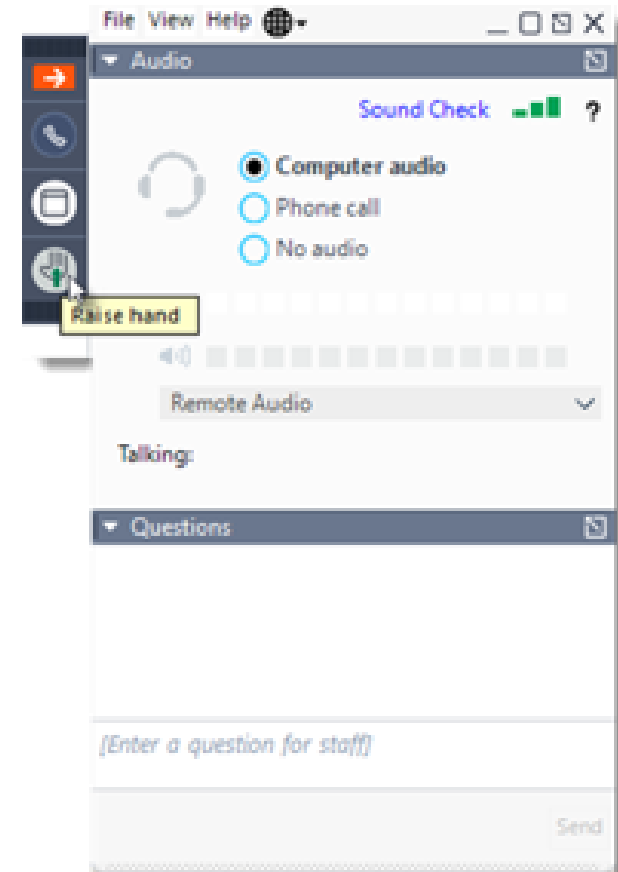 File View Help
Audio
Sound Check ?
Computer audio
Phone call
No audio
Raise hand
Remote Audio
Talking:
Questions
[Enter a question for staff]
Send